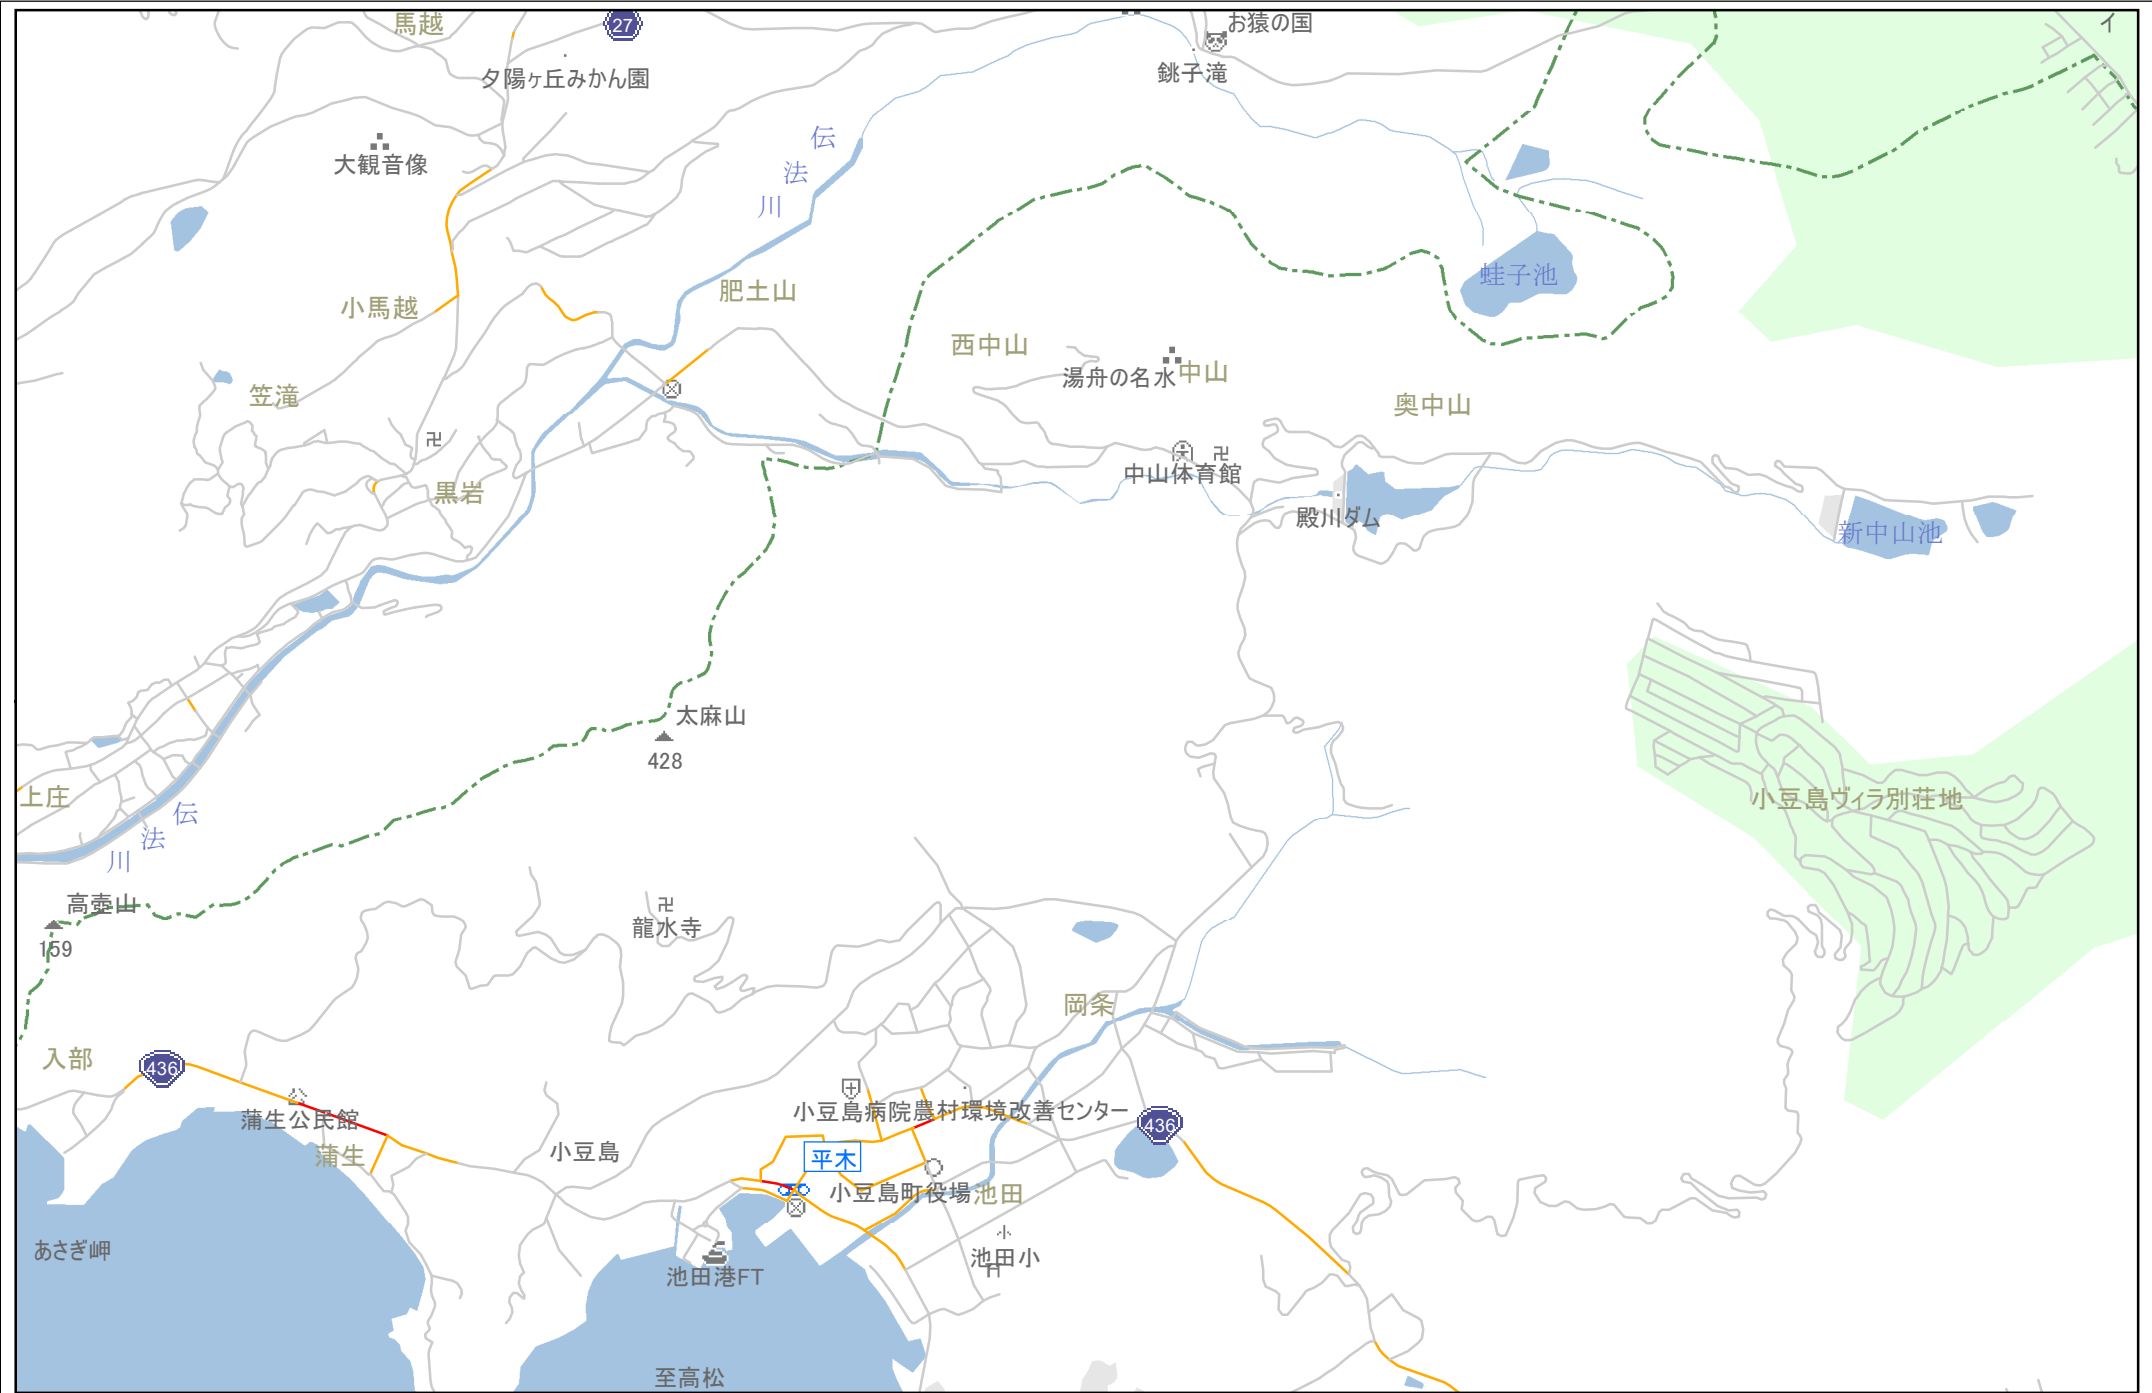 馬越
27
お猿の国
イ
夕陽ヶ丘みかん園
銚子滝
大観音像
伝法川
蛙子池
肥土山
小馬越
西中山
湯舟の名水
中山
笠滝
奥中山
中山体育館
黒岩
殿川ダム
新中山池
太麻山
428
上庄
小豆島ヴィラ別荘地
伝法川
高壺山
159
龍水寺
岡条
入部
436
蒲生公民館
小豆島病院
農村環境改善センター
436
蒲生
小豆島
平木
小豆島町役場
池田
小
あさぎ岬
池田小
池田港FT
至高松